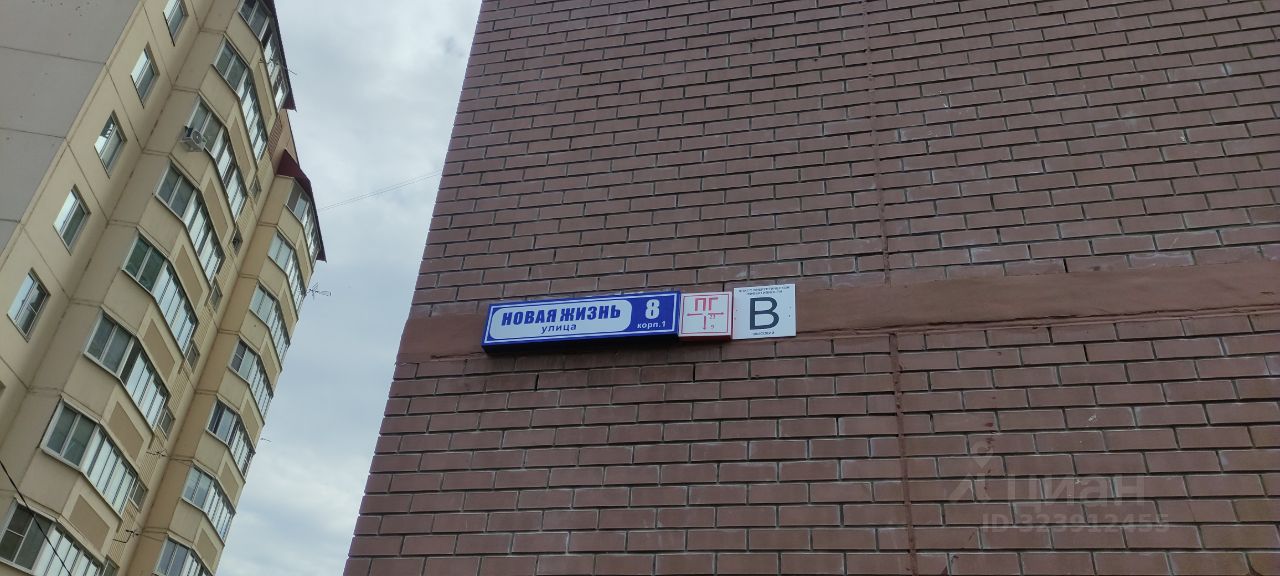 НОВАЯ ЖИЗНЬ
улица
8
корп.1
ПГ
B
циан